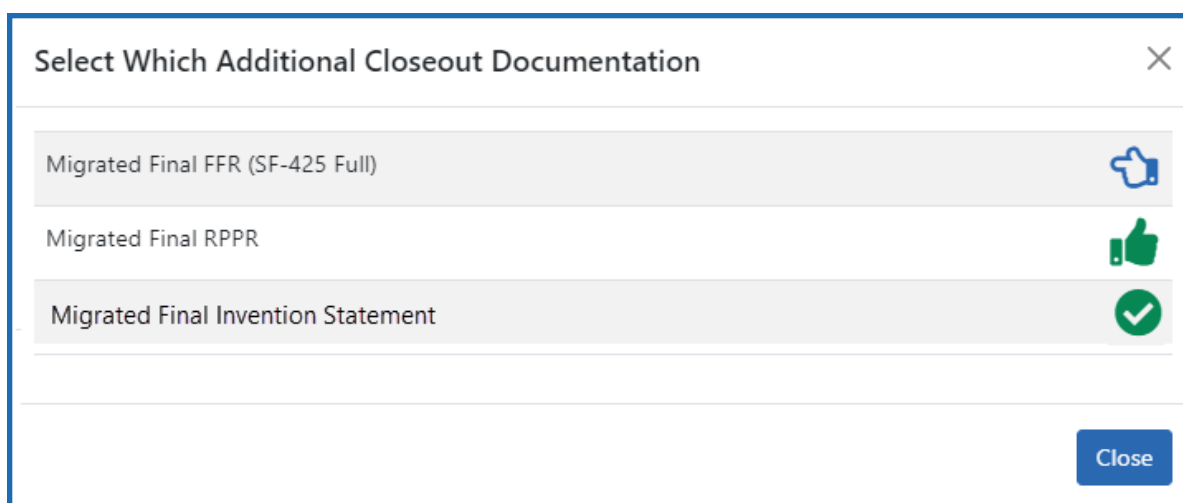 Select Which Additional Closeout Documentation
Migrated Final FFR (SF-425 Full)
Migrated Final RPPR
Migrated Final Invention Statement
Close